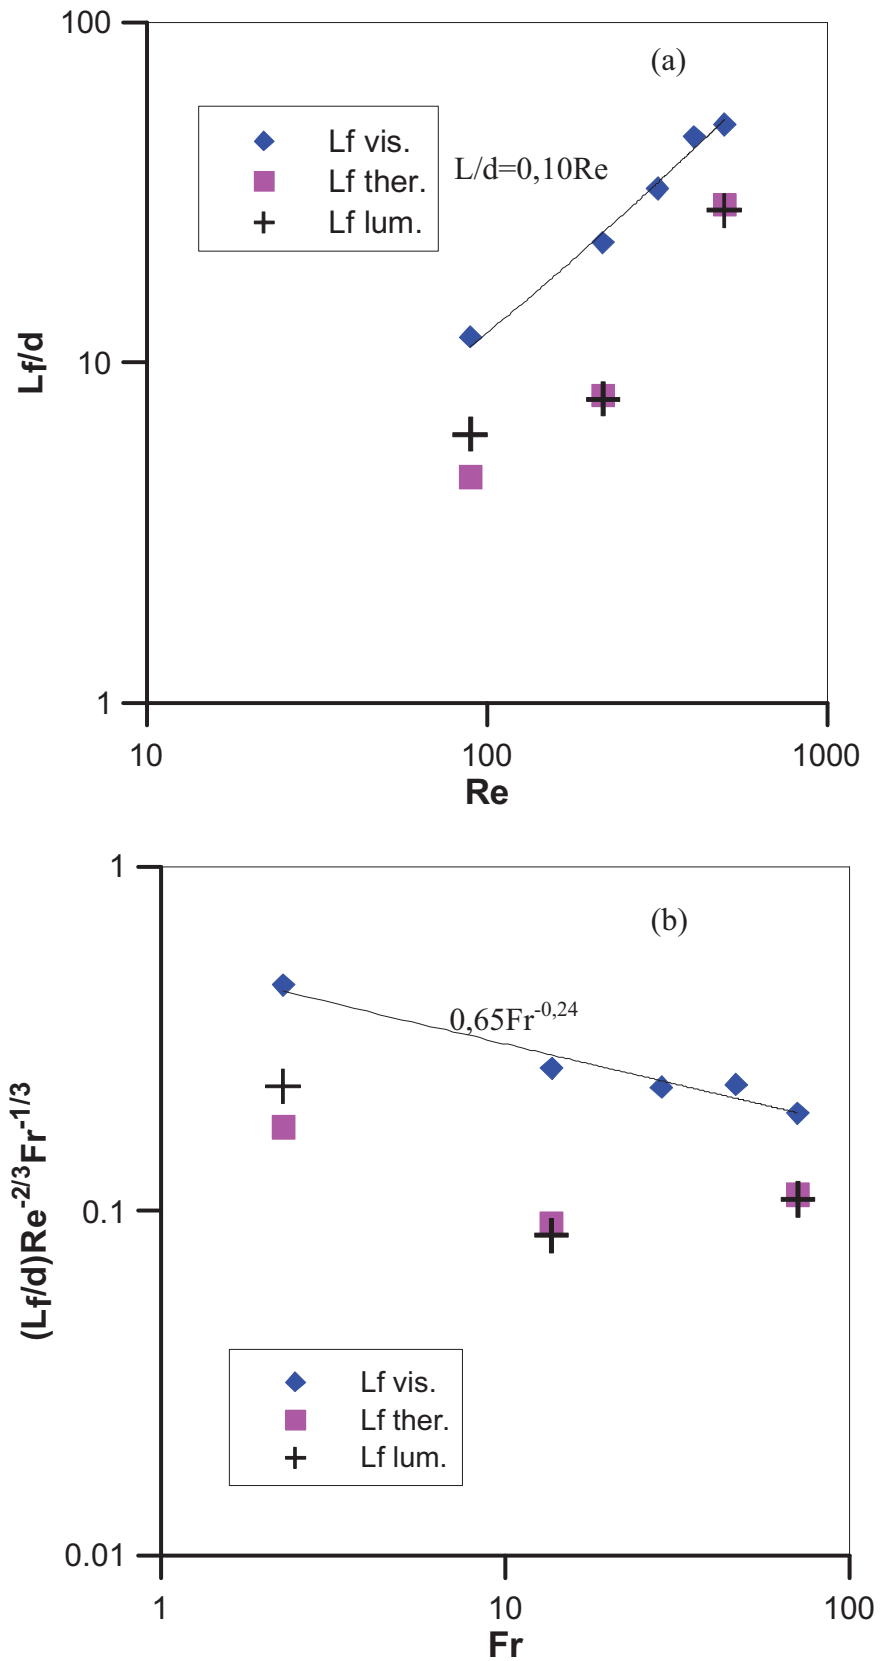 100
(a)
Lf vis.
Lf ther.
Lf lum.
L/d=0,10Re
Lf/d
10
1
10
100
1000
Re
1
(b)
0,65Fr^-0,24
(Lf/d)Re^-2/3Fr^-1/3
0.1
Lf vis.
Lf ther.
Lf lum.
0.01
1
10
100
Fr